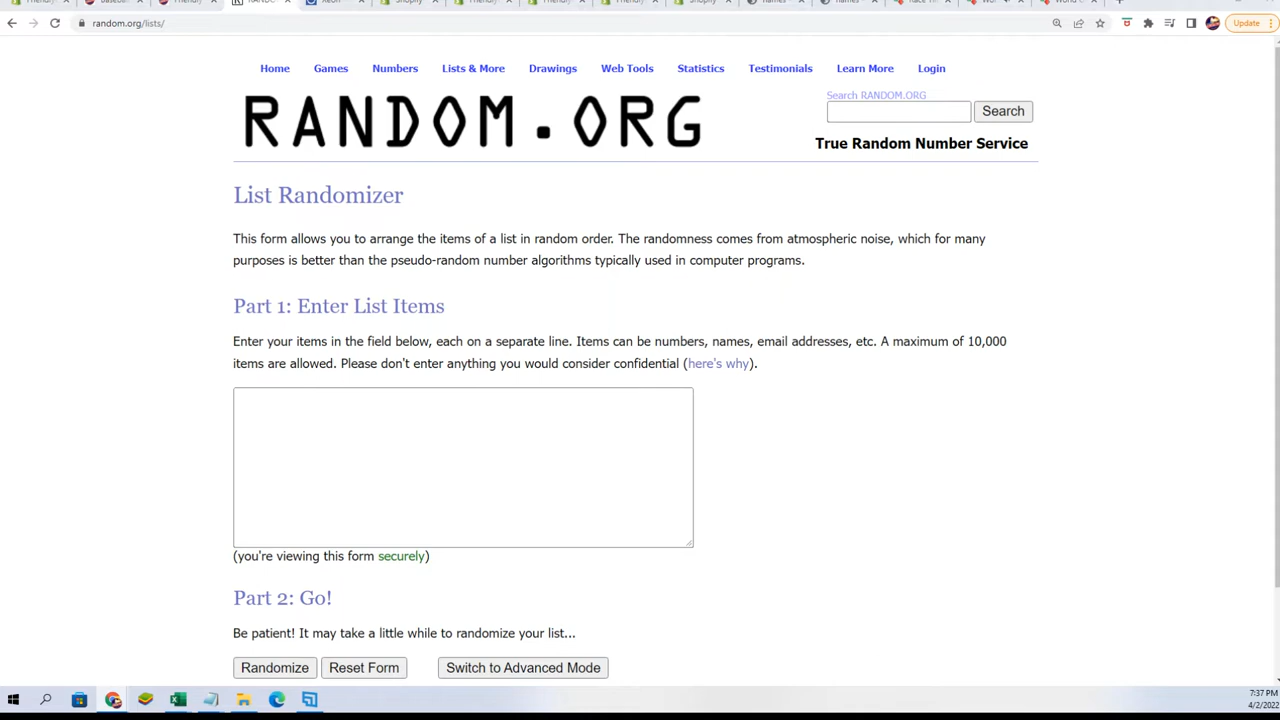 random.org/lists/
Update
Home Games Numbers Lists & More Drawings Web Tools Statistics Testimonials Learn More Login
RANDOM.ORG
Search RANDOM.ORG
Search
True Random Number Service
List Randomizer
This form allows you to arrange the items of a list in random order. The randomness comes from atmospheric noise, which for many
purposes is better than the pseudo-random number algorithms typically used in computer programs.
Part 1: Enter List Items
Enter your items in the field below, each on a separate line. Items can be numbers, names, email addresses, etc. A maximum of 10,000
items are allowed. Please don't enter anything you would consider confidential (here's why).
(you're viewing this form securely)
Part 2: Go!
Be patient! It may take a little while to randomize your list...
Randomize Reset Form Switch to Advanced Mode
7:37 PM
4/2/2022